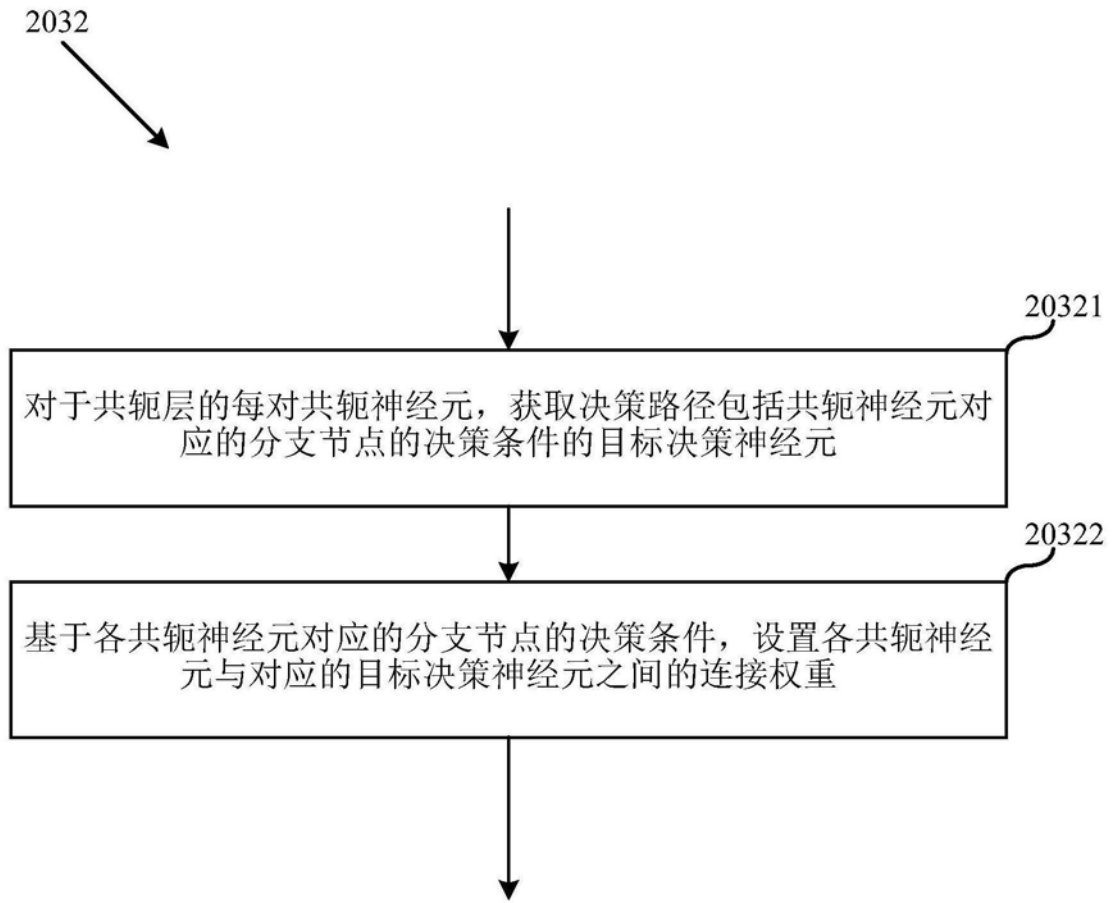 2032
20321
对于共轭层的每对共轭神经元，获取决策路径包括共轭神经元对
应的分支节点的决策条件的目标决策神经元
20322
基于各共轭神经元对应的分支节点的决策条件，设置各共轭神经
元与对应的目标决策神经元之间的连接权重